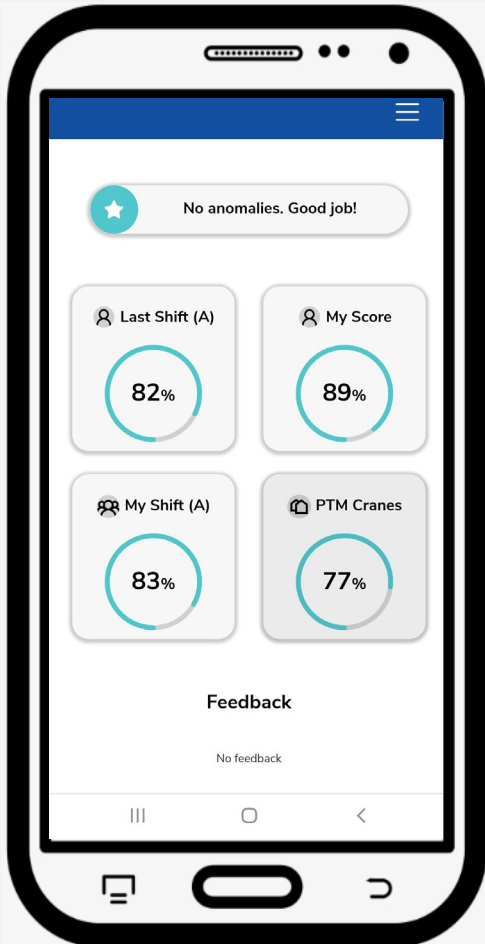 No anomalies. Good job!
Last Shift (A)
My Score
82%
89%
My Shift (A)
PTM Cranes
83%
77%
Feedback
No feedback